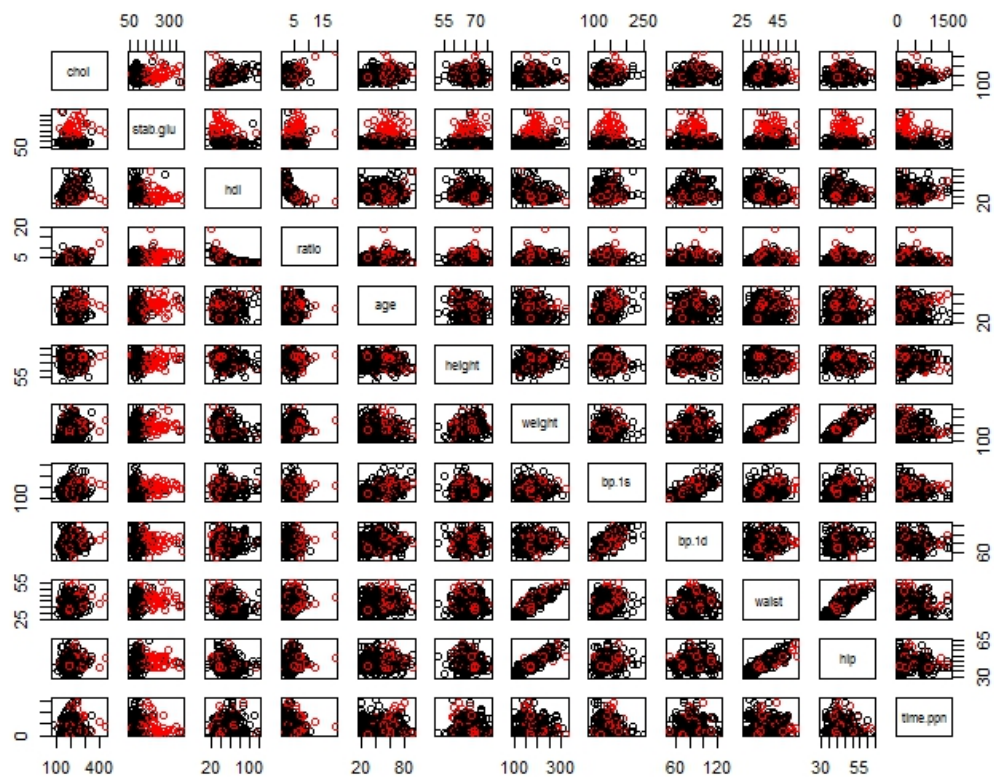 50 300 5 15 55 70 100 250 25 45 0 1500
chol 100
50 stab.glu
hdl 20
20 5 ratio
age 20
55 height
weight 100
100 bp.1s
bp.1d 60
55 25 waist
hip 65 30
0 time.ppn
100 400 20 100 20 80 100 300 60 120 30 55